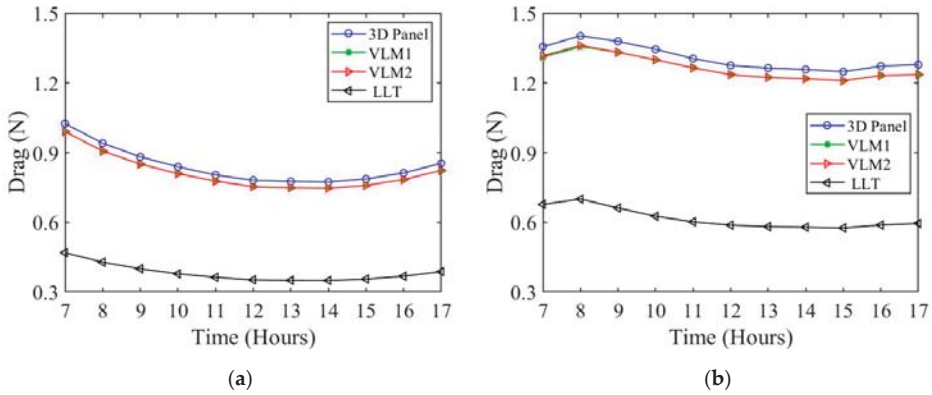 1.5
1.2
0.9
0.6
0.3
Drag (N)
3D Panel
VLM1
VLM2
LLT
7 8 9 10 11 12 13 14 15 16 17
Time (Hours)
(a)
1.5
1.2
0.9
0.6
0.3
Drag (N)
3D Panel
VLM1
VLM2
LLT
7 8 9 10 11 12 13 14 15 16 17
Time (Hours)
(b)